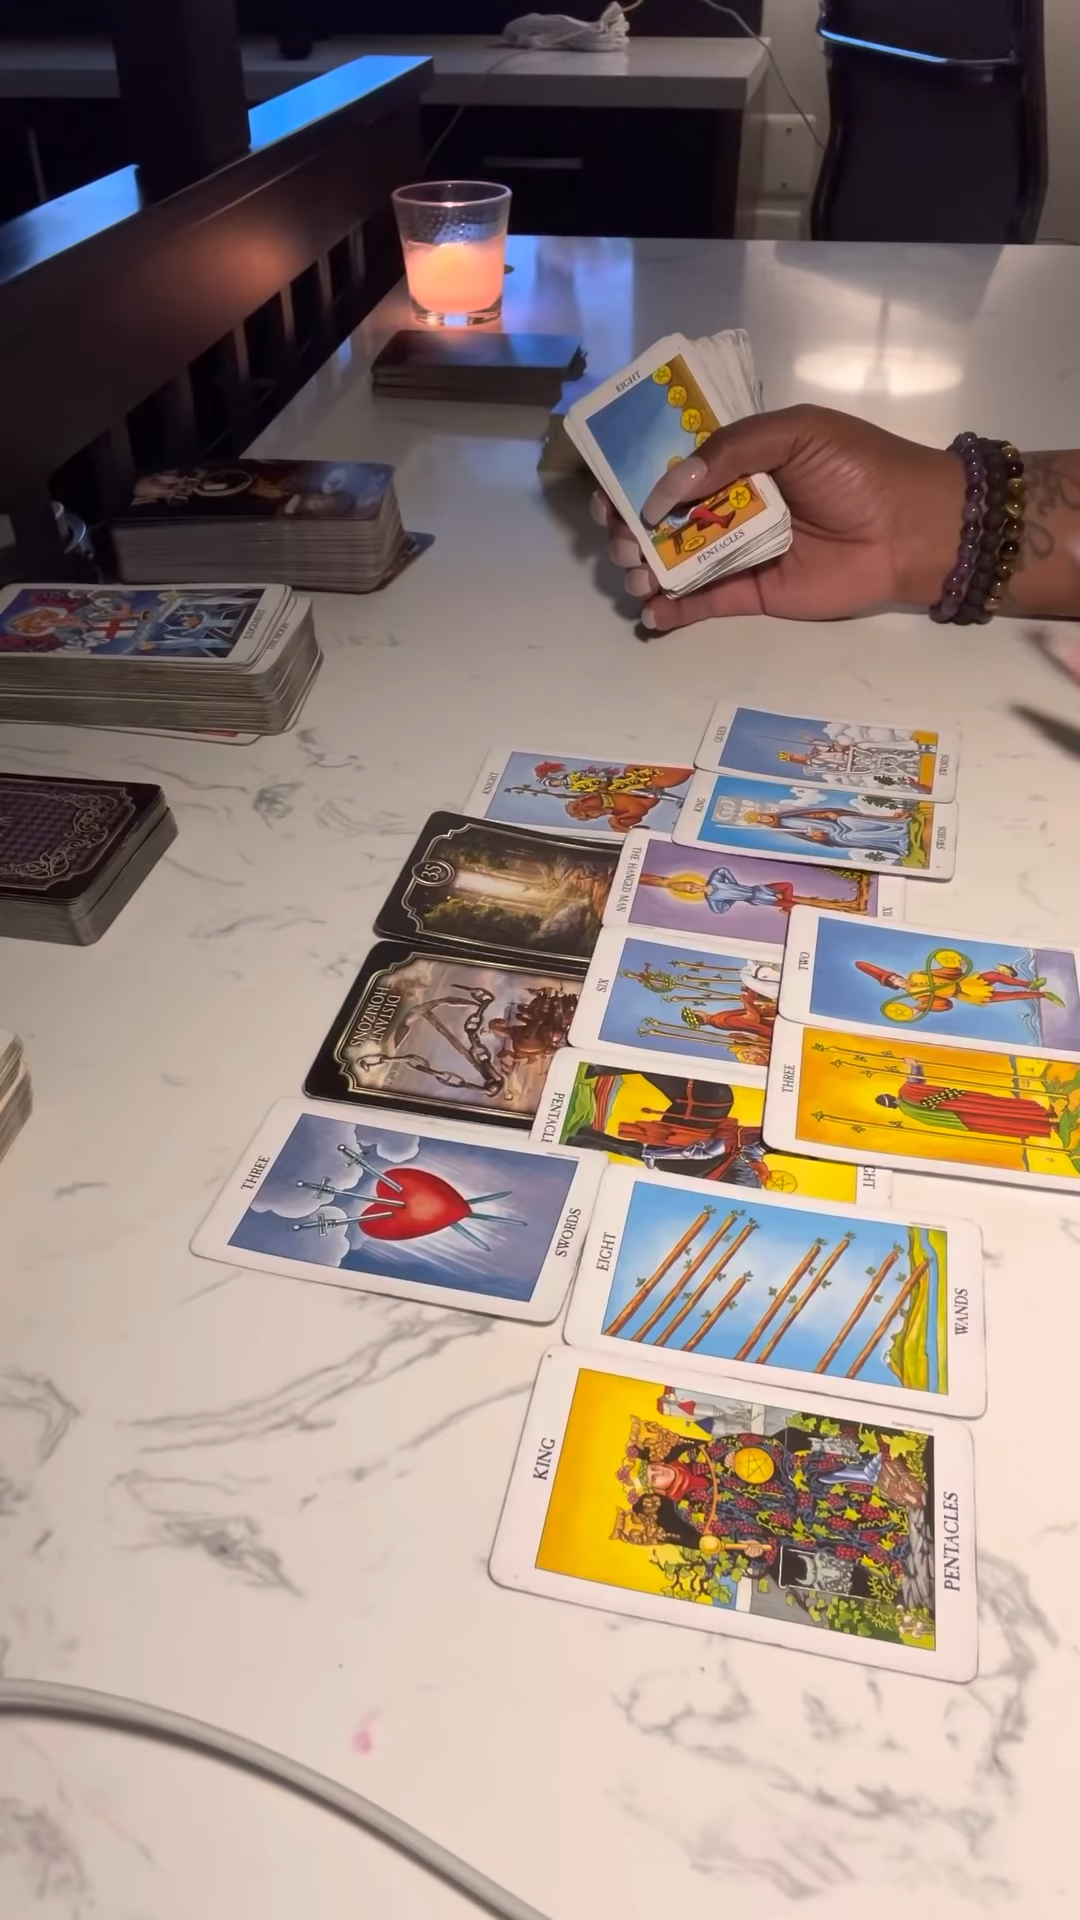 EIGHT
PENTACLES
QUEEN
SWORDS
KNIGHT
KING
SWORDS
35
THE HANGED MAN
XII
TWO
SIX
DISTANT
HORIZONS
THREE
PENTACLE
THREE
SWORDS
EIGHT
WANDS
KING
PENTACLES